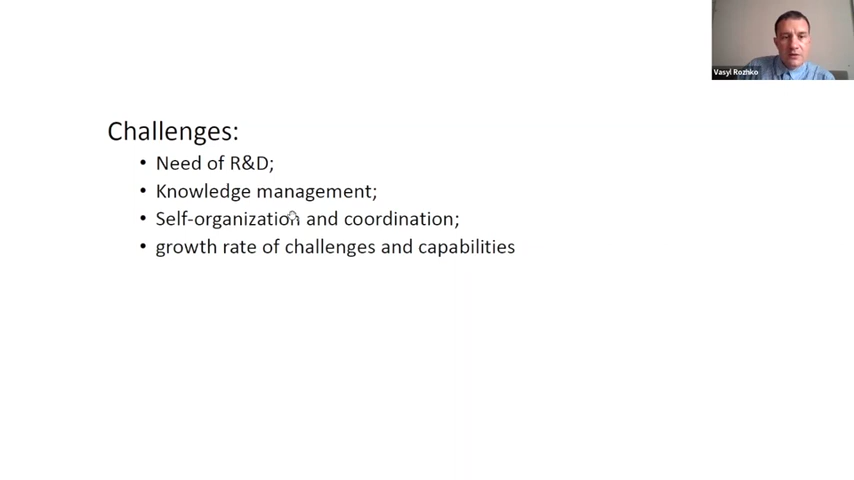 Vasyl Rozhko
Challenges:
• Need of R&D;
• Knowledge management;
• Self-organization and coordination;
• growth rate of challenges and capabilities